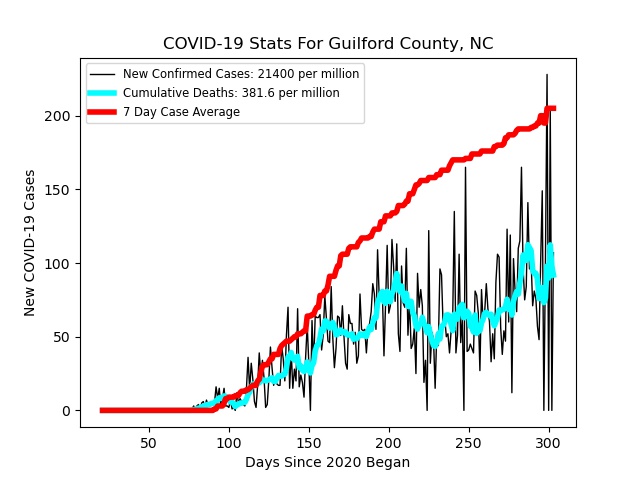 COVID-19 Stats For Guilford County, NC
New Confirmed Cases: 21400 per million
Cumulative Deaths: 381.6 per million
7 Day Case Average
New COVID-19 Cases
200
150
100
50
0
50 100 150 200 250 300
Days Since 2020 Began